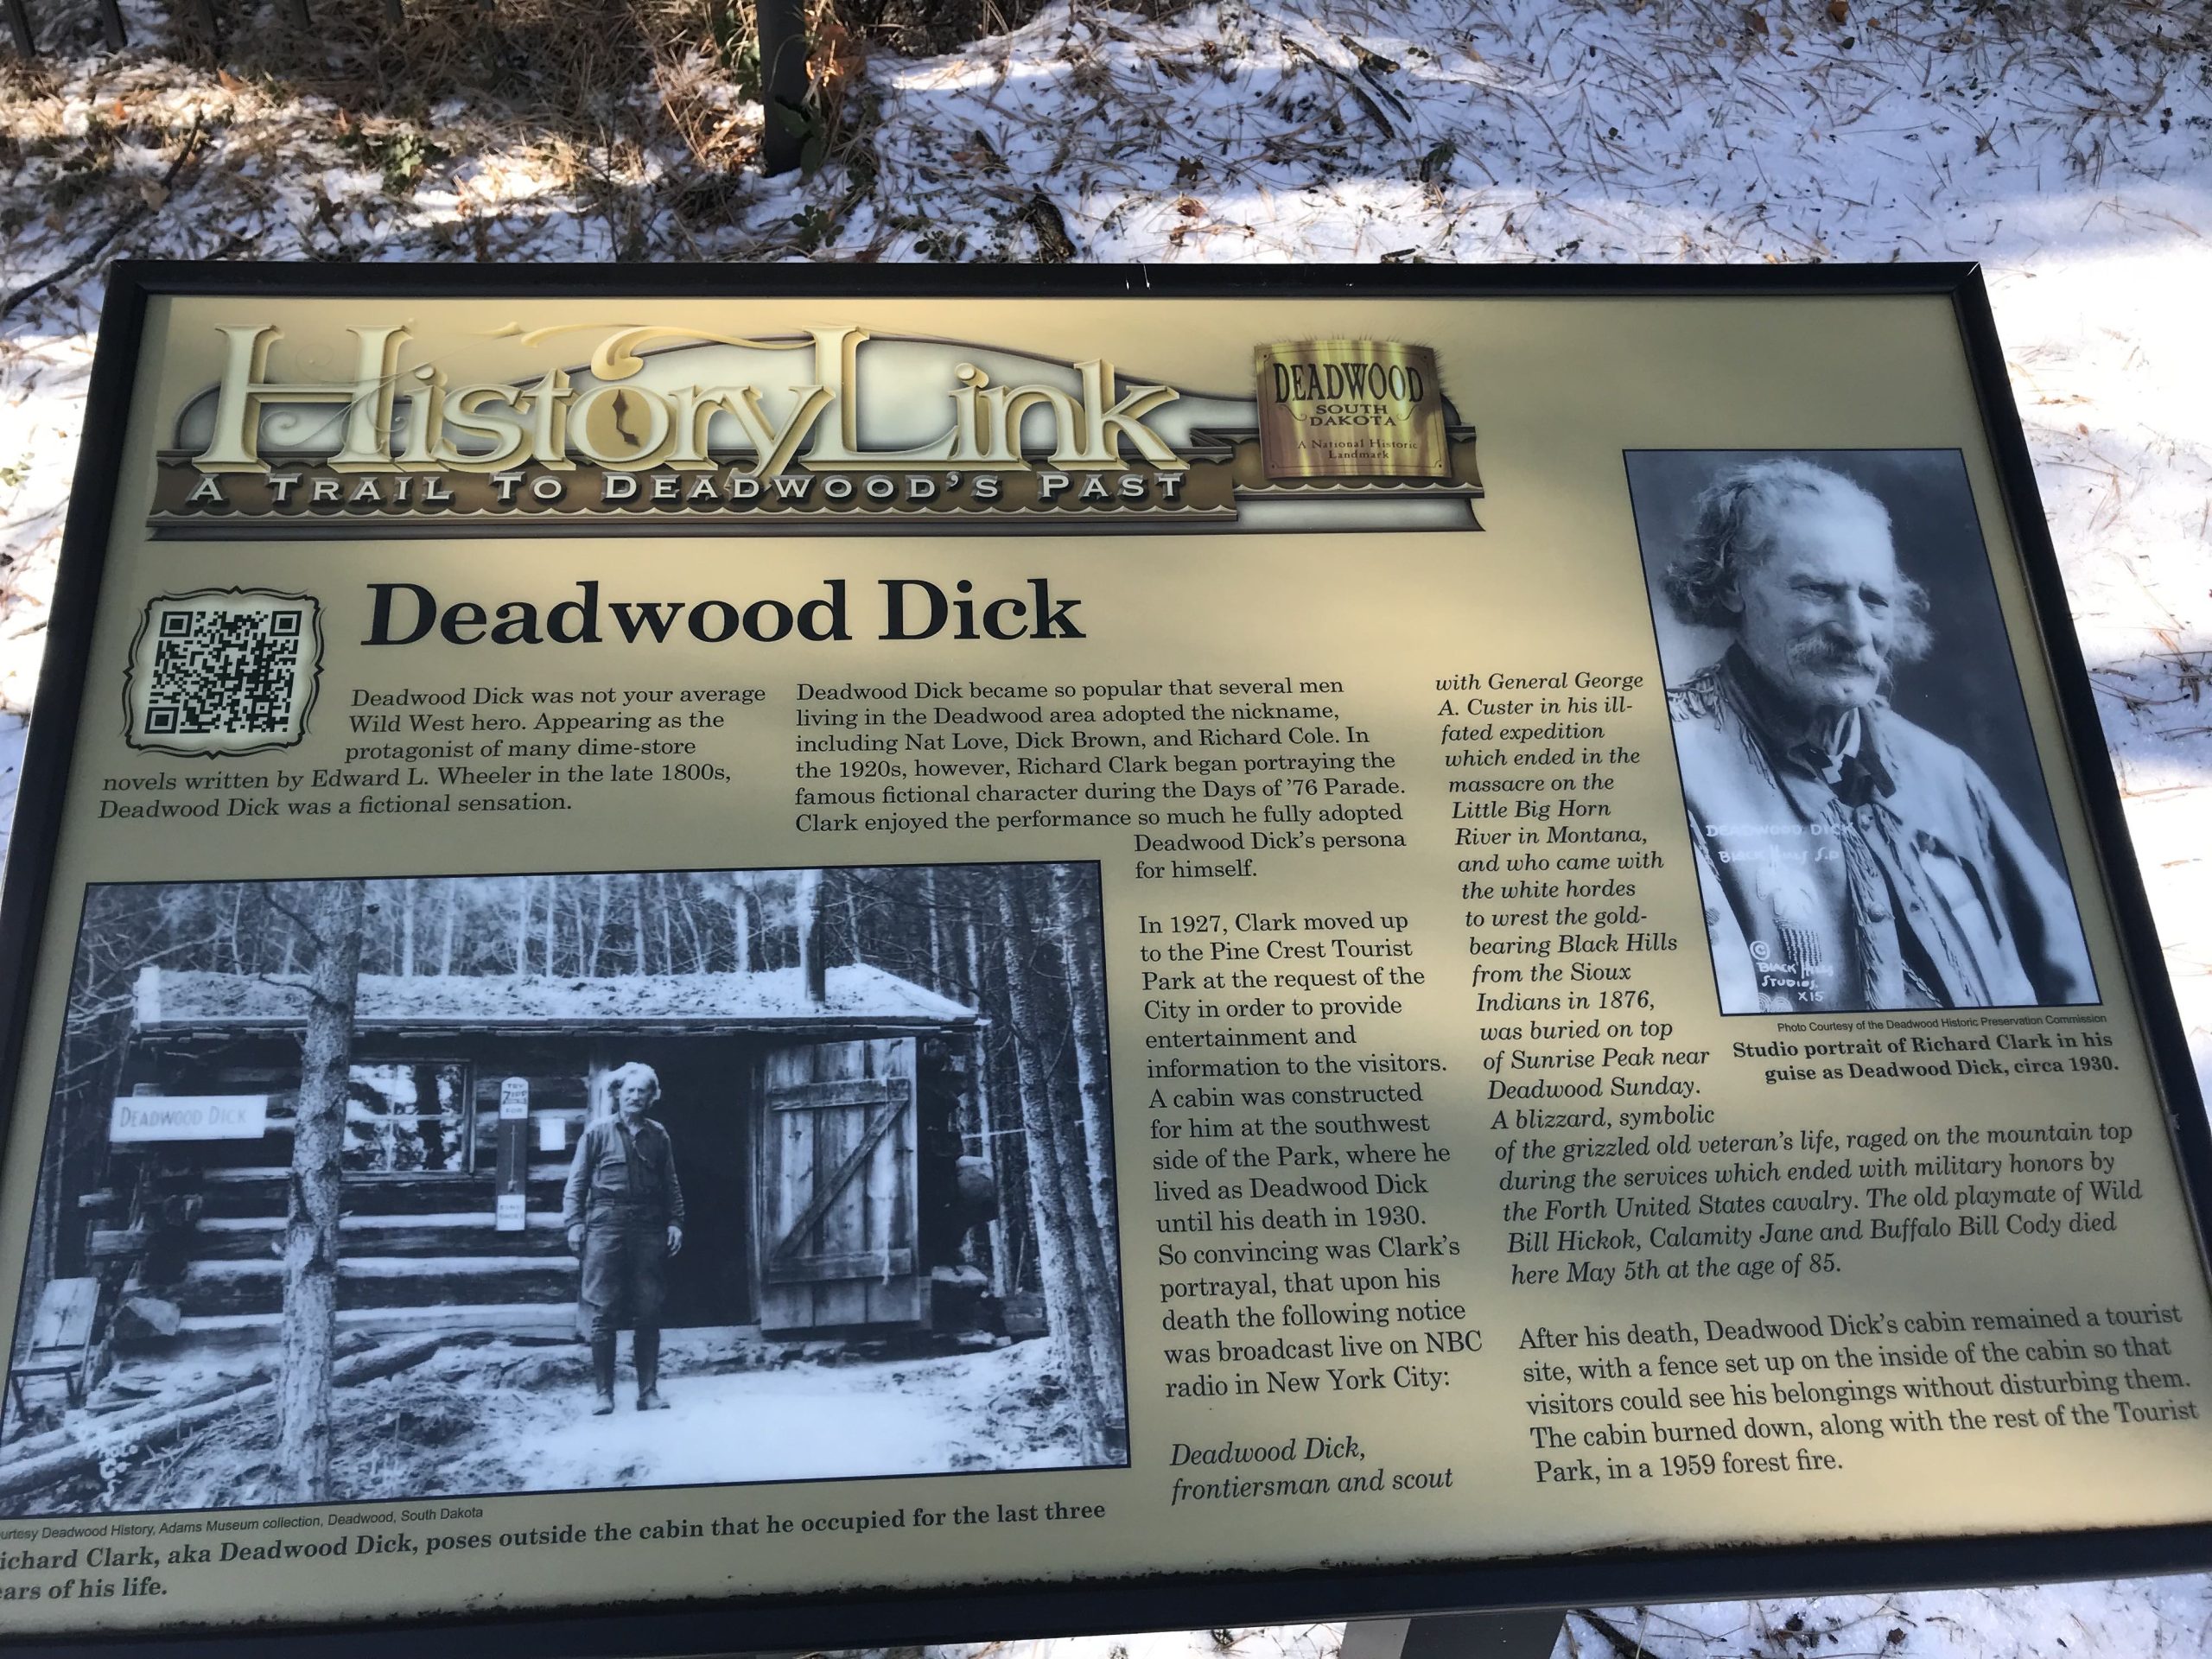 HistoryLink
A TRAIL TO DEADWOOD'S PAST
DEADWOOD
SOUTH
DAKOTA
A National Historic
Landmark
Deadwood Dick
Deadwood Dick was not your average
Wild West hero. Appearing as the
protagonist of many dime-store
novels written by Edward L. Wheeler in the late 1800s,
Deadwood Dick was a fictional sensation.
Deadwood Dick became so popular that several men
living in the Deadwood area adopted the nickname,
including Nat Love, Dick Brown, and Richard Cole. In
the 1920s, however, Richard Clark began portraying the
famous fictional character during the Days of '76 Parade.
Clark enjoyed the performance so much he fully adopted
Deadwood Dick's persona
for himself.
In 1927, Clark moved up
to the Pine Crest Tourist
Park at the request of the
City in order to provide
entertainment and
information to the visitors.
A cabin was constructed
for him at the southwest
side of the Park, where he
lived as Deadwood Dick
until his death in 1930.
So convincing was Clark's
portrayal, that upon his
death the following notice
was broadcast live on NBC
radio in New York City:
Deadwood Dick,
frontiersman and scout
with General George
A. Custer in his ill-
fated expedition
which ended in the
massacre on the
Little Big Horn
River in Montana,
and who came with
the white hordes
to wrest the gold-
bearing Black Hills
from the Sioux
Indians in 1876,
was buried on top
of Sunrise Peak near
Deadwood Sunday.
A blizzard, symbolic
of the grizzled old veteran's life, raged on the mountain top
during the services which ended with military honors by
the Forth United States cavalry. The old playmate of Wild
Bill Hickok, Calamity Jane and Buffalo Bill Cody died
here May 5th at the age of 85.
After his death, Deadwood Dick's cabin remained a tourist
site, with a fence set up on the inside of the cabin so that
visitors could see his belongings without disturbing them.
The cabin burned down, along with the rest of the Tourist
Park, in a 1959 forest fire.
DEADWOOD DICK
BLACK HILLS S.D
©
BLACK HILLS
STUDIOS.
X15
Photo Courtesy of the Deadwood Historic Preservation Commission
Studio portrait of Richard Clark in his
guise as Deadwood Dick, circa 1930.
DEADWOOD DICK
TRY
FOR
urtesy Deadwood History, Adams Museum collection, Deadwood, South Dakota
ichard Clark, aka Deadwood Dick, poses outside the cabin that he occupied for the last three
ears of his life.